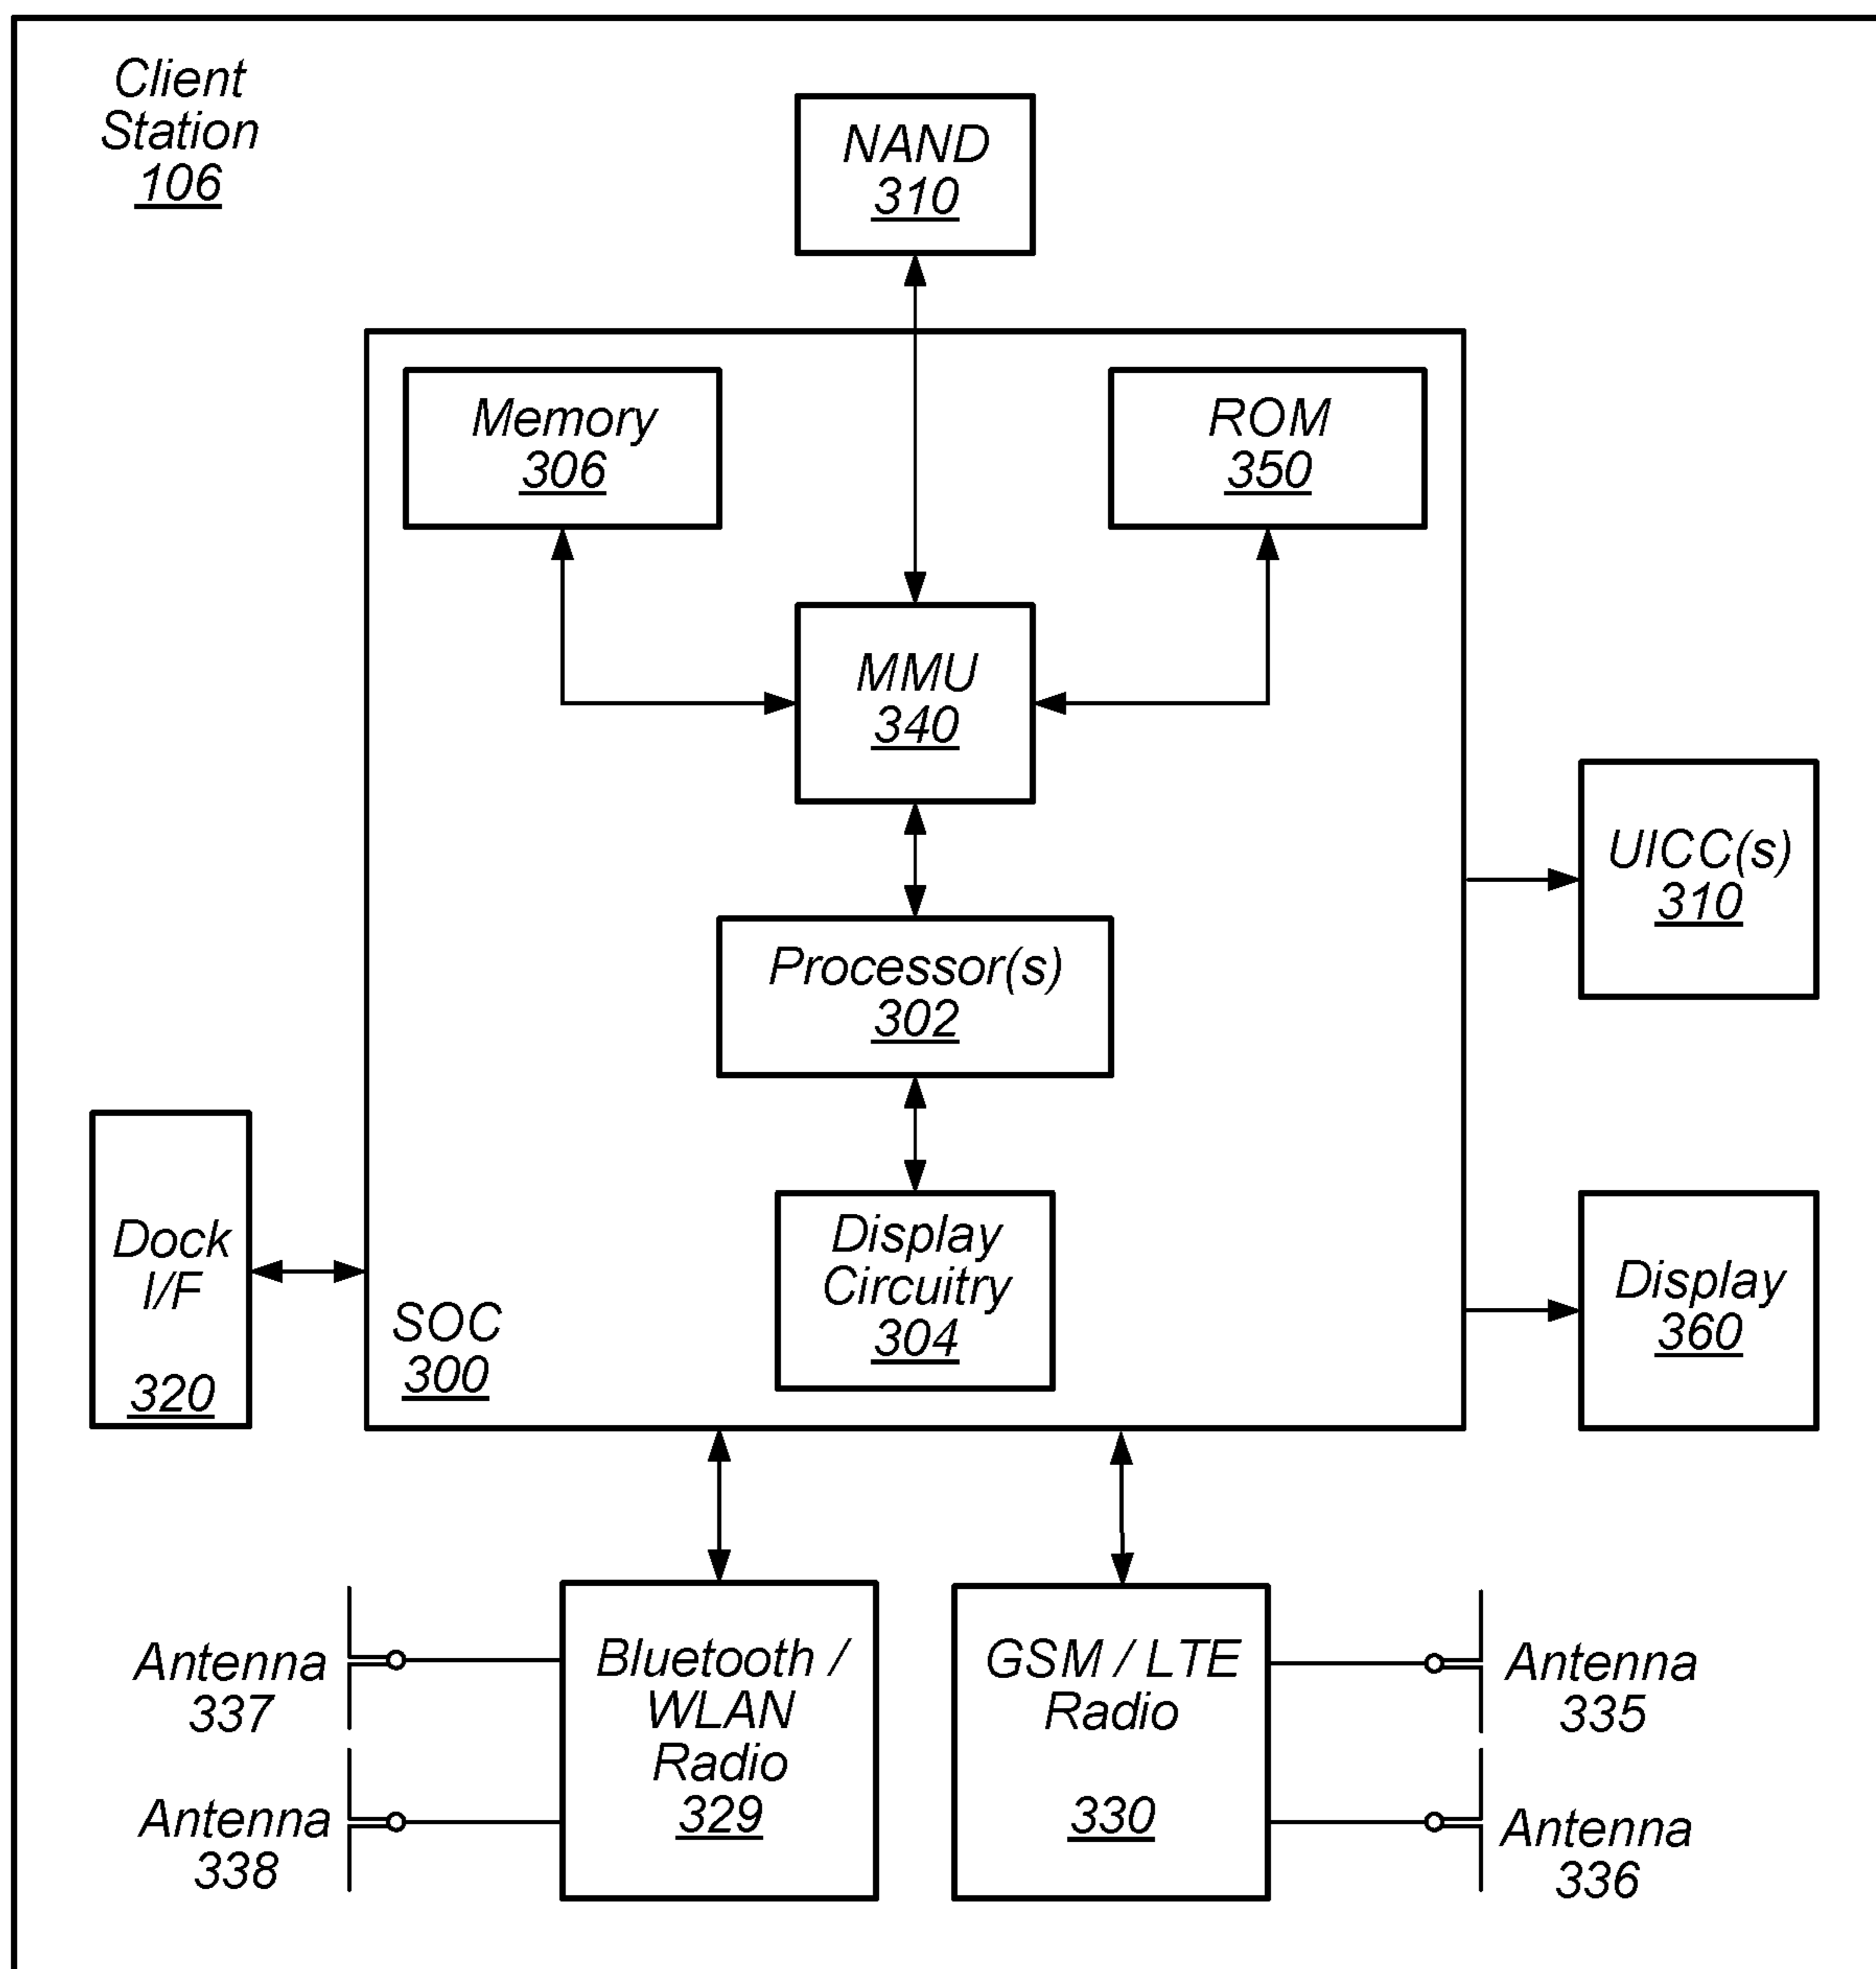 Client
Station
106
NAND
310
Memory
306
ROM
350
MMU
340
UICC(s)
310
Processor(s)
302
Dock
I/F
320
Display
Circuitry
304
SOC
300
Display
360
Antenna
337
Antenna
338
Bluetooth /
WLAN
Radio
329
GSM / LTE
Radio
330
Antenna
335
Antenna
336